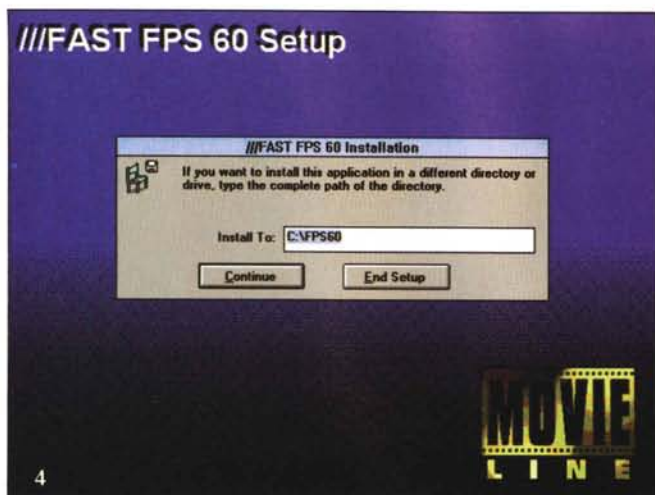 ///FAST FPS 60 Setup
///FAST FPS 60 Installation
If you want to install this application in a different directory or
drive, type the complete path of the directory.
Install To: C:\FPS60
Continue End Setup
MOVIE
LINE
4